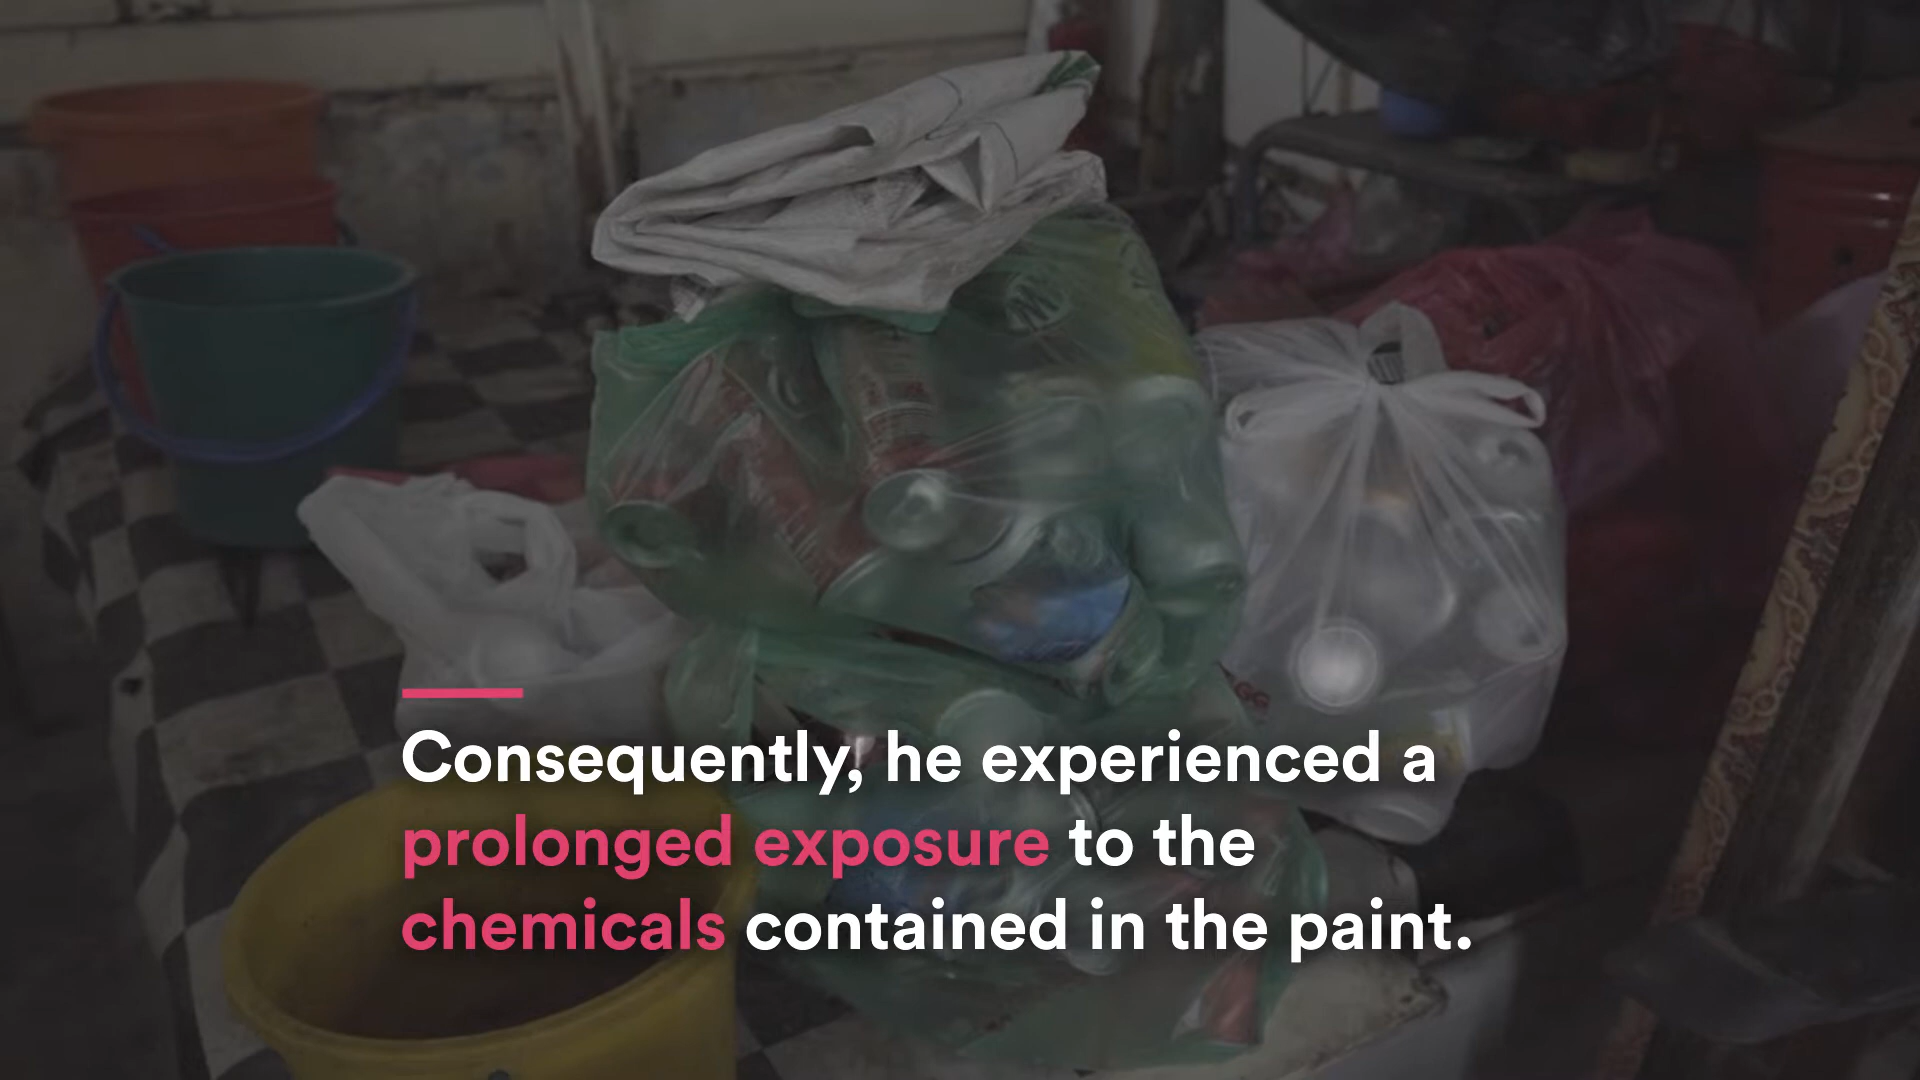 Consequently, he experienced a
prolonged exposure to the
chemicals contained in the paint.